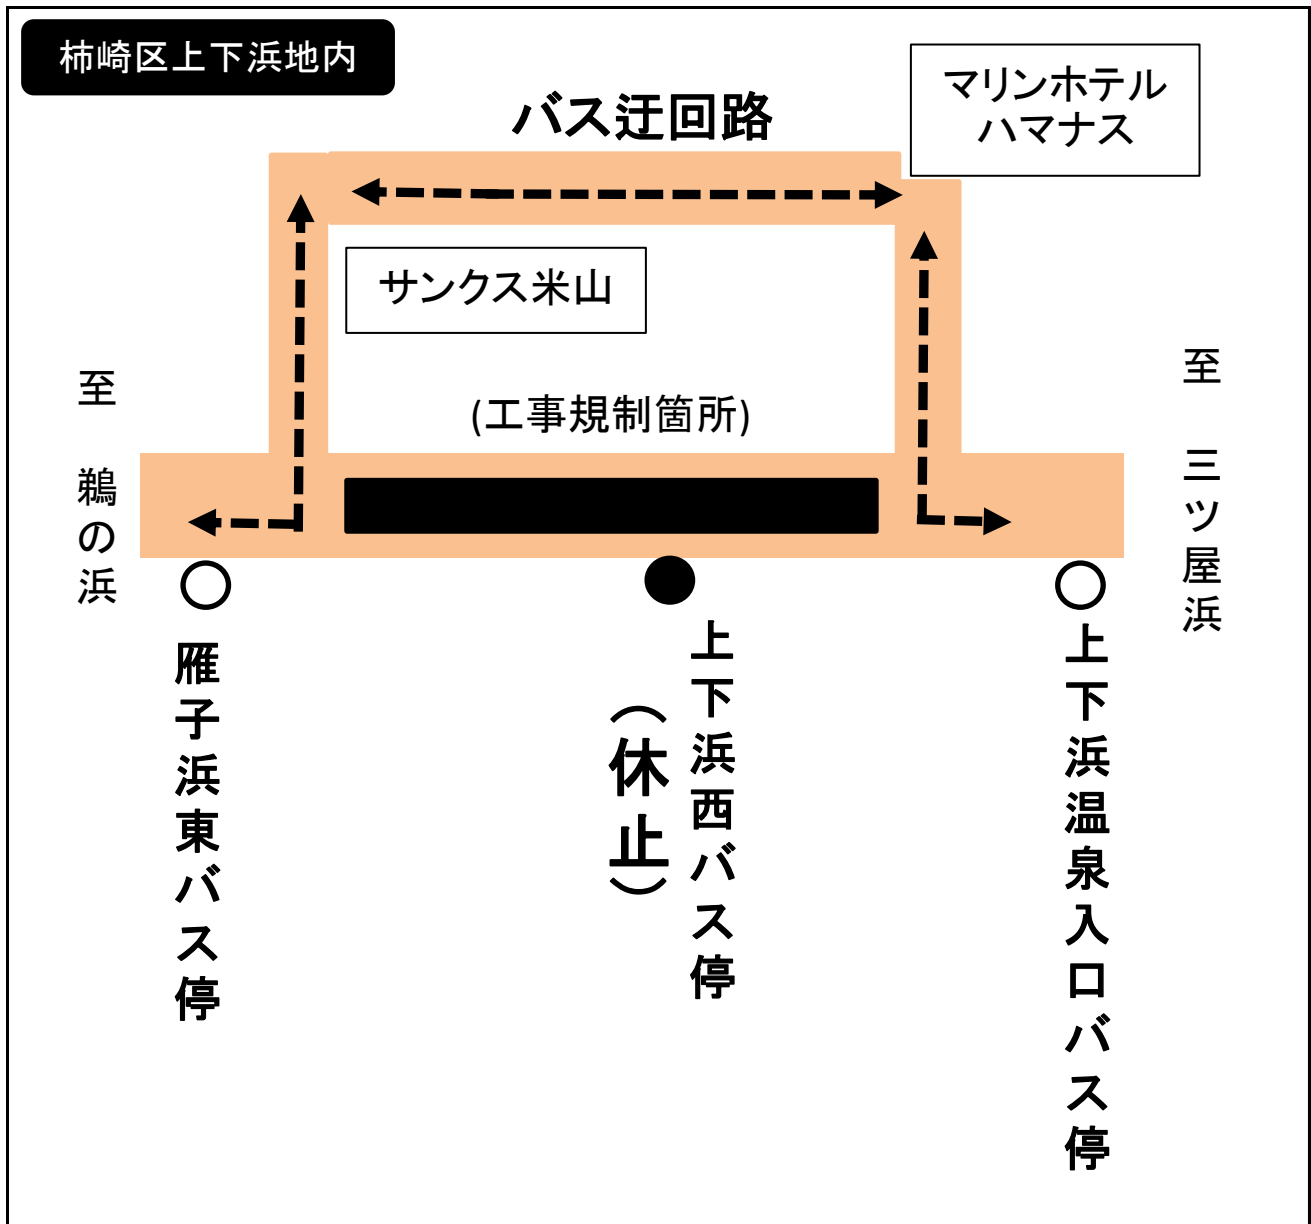 柿崎区上下浜地内
マリンホテル
ハマナス
バス迂回路
サンクス米山
(工事規制箇所)
至　鵜の浜
至　三ツ屋浜
雁子浜東バス停
上下浜西バス停
（休止）
上下浜温泉入口バス停